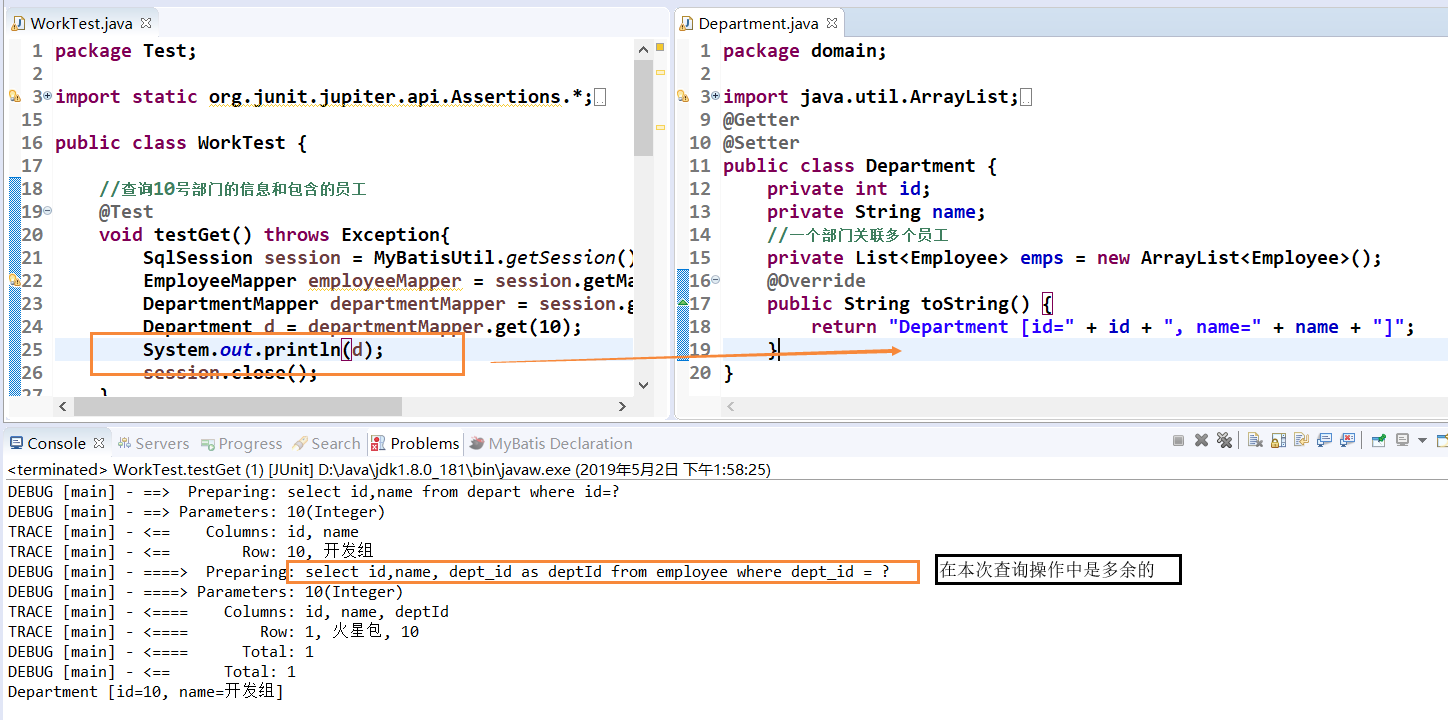 WorkTest.java
1 package Test;
2
3 import static org.junit.jupiter.api.Assertions.*;
15
16 public class WorkTest {
17
18 //查询10号部门的信息和包含的员工
19 @Test
20 void testGet() throws Exception{
21 SqlSession session = MyBatisUtil.getSession()
22 EmployeeMapper employeeMapper = session.getMa
23 DepartmentMapper departmentMapper = session.g
24 Department d = departmentMapper.get(10);
25 System.out.println(d);
26 session.close();
27 }
Department.java
1 package domain;
2
3 import java.util.ArrayList;
9 @Getter
10 @Setter
11 public class Department {
12 private int id;
13 private String name;
14 //一个部门关联多个员工
15 private List<Employee> emps = new ArrayList<Employee>();
16 @Override
17 public String toString() {
18 return "Department [id=" + id + ", name=" + name + "]";
19 }
20 }
Console Servers Progress Search Problems MyBatis Declaration
<terminated> WorkTest.testGet (1) [JUnit] D:\Java\jdk1.8.0_181\bin\javaw.exe (2019年5月2日 下午1:58:25)
DEBUG [main] - ==>  Preparing: select id,name from depart where id=?
DEBUG [main] - ==> Parameters: 10(Integer)
TRACE [main] - <==    Columns: id, name
TRACE [main] - <==        Row: 10, 开发组
DEBUG [main] - ====>  Preparing: select id,name, dept_id as deptId from employee where dept_id = ?
在本次查询操作中是多余的
DEBUG [main] - ====> Parameters: 10(Integer)
TRACE [main] - <====    Columns: id, name, deptId
TRACE [main] - <====        Row: 1, 火星包, 10
DEBUG [main] - <====      Total: 1
DEBUG [main] - <==      Total: 1
Department [id=10, name=开发组]